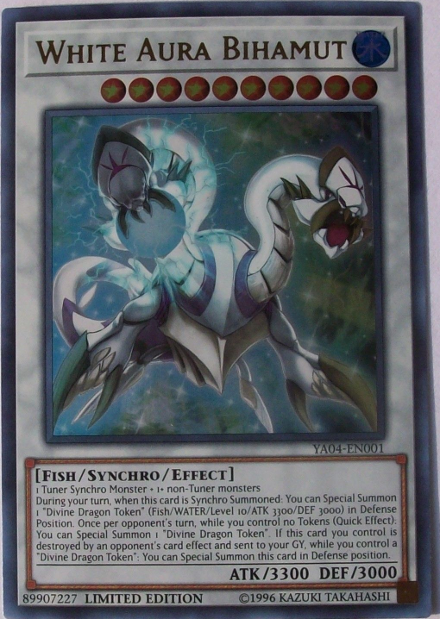 WHITE AURA BIHAMUT
水
YA04-EN001
[FISH/SYNCHRO/EFFECT]
1 Tuner Synchro Monster + 1+ non-Tuner monsters
During your turn, when this card is Synchro Summoned: You can Special Summon
1 "Divine Dragon Token" (Fish/WATER/Level 10/ATK 3300/DEF 3000) in Defense
Position. Once per opponent's turn, while you control no Tokens (Quick Effect):
You can Special Summon 1 "Divine Dragon Token". If this card you control is
destroyed by an opponent's card effect and sent to your GY, while you control a
"Divine Dragon Token": You can Special Summon this card in Defense position.
ATK/3300 DEF/3000
89907227 LIMITED EDITION ©1996 KAZUKI TAKAHASHI